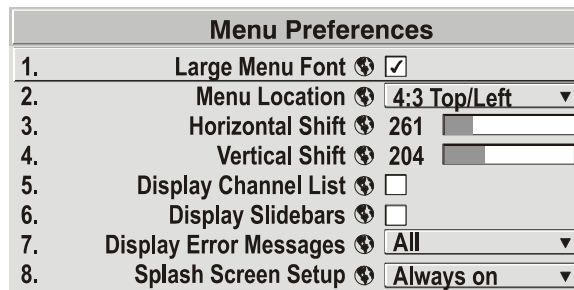 Menu Preferences
1. Large Menu Font
2. Menu Location 4:3 Top/Left
3. Horizontal Shift 261
4. Vertical Shift 204
5. Display Channel List
6. Display Slidebars
7. Display Error Messages All
8. Splash Screen Setup Always on